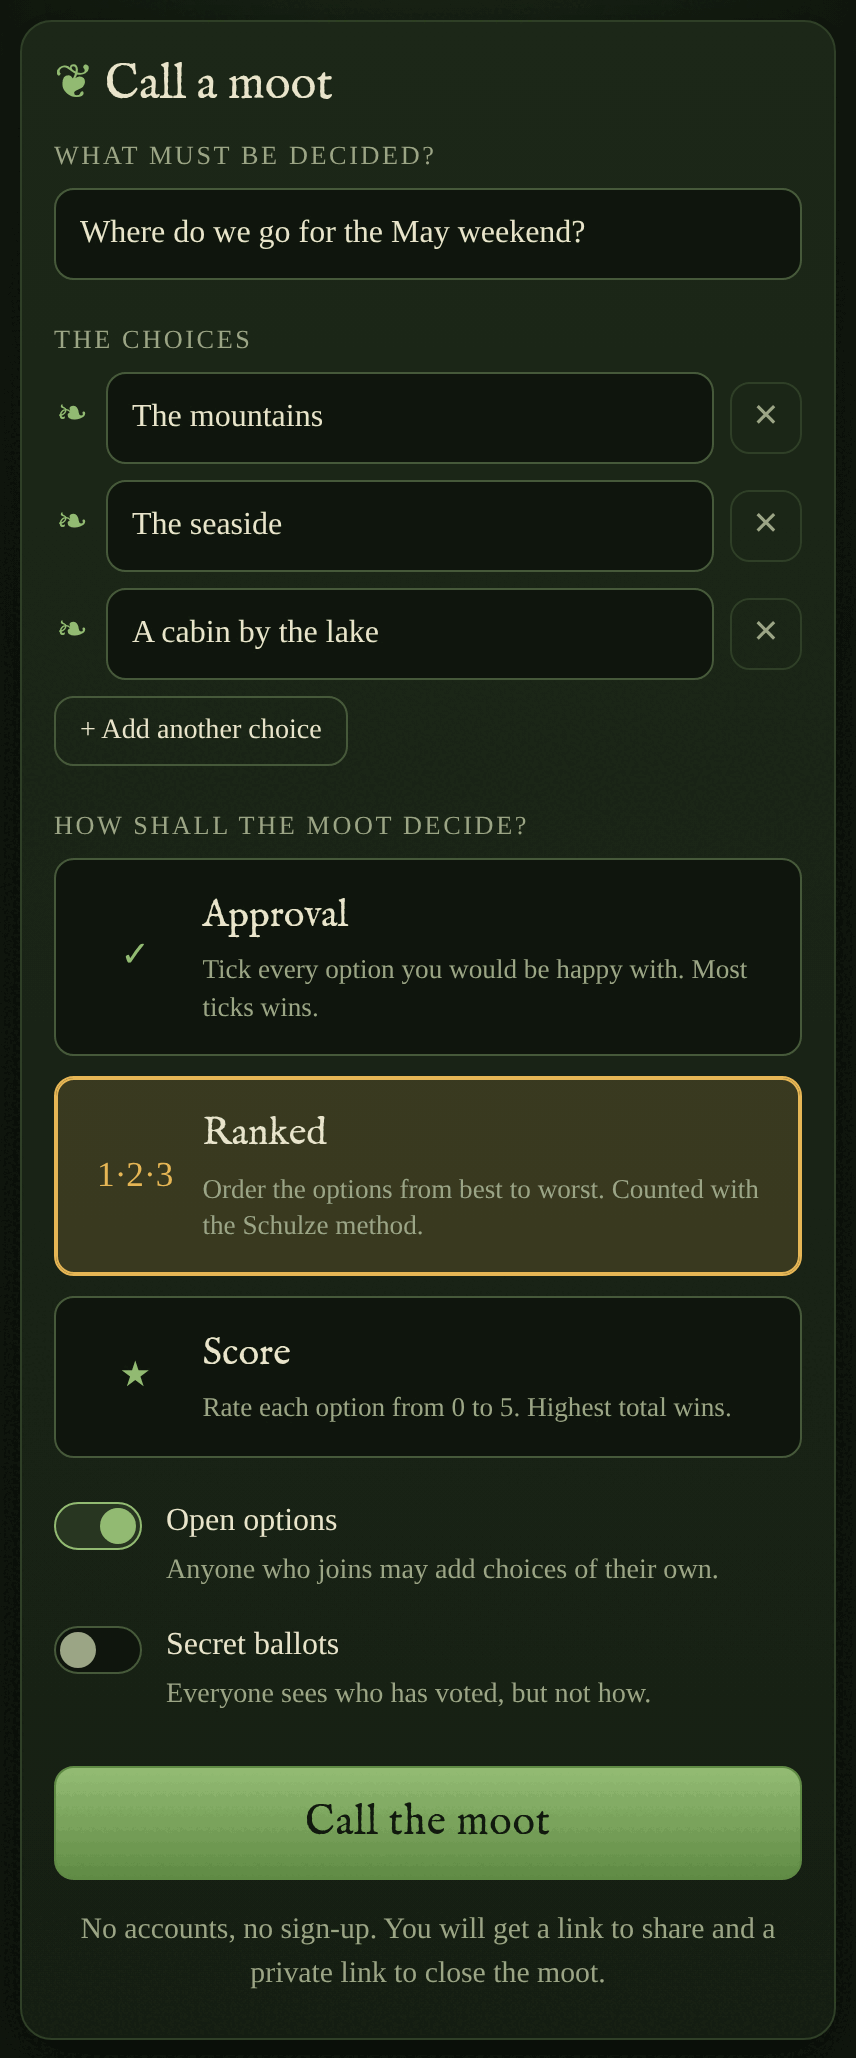 ❦ Call a moot
WHAT MUST BE DECIDED?
Where do we go for the May weekend?
THE CHOICES
❧ The mountains ✕
❧ The seaside ✕
❧ A cabin by the lake ✕
+ Add another choice
HOW SHALL THE MOOT DECIDE?
✓
Approval
Tick every option you would be happy with. Most
ticks wins.
1·2·3
Ranked
Order the options from best to worst. Counted with
the Schulze method.
★
Score
Rate each option from 0 to 5. Highest total wins.
Open options
Anyone who joins may add choices of their own.
Secret ballots
Everyone sees who has voted, but not how.
Call the moot
No accounts, no sign-up. You will get a link to share and a
private link to close the moot.